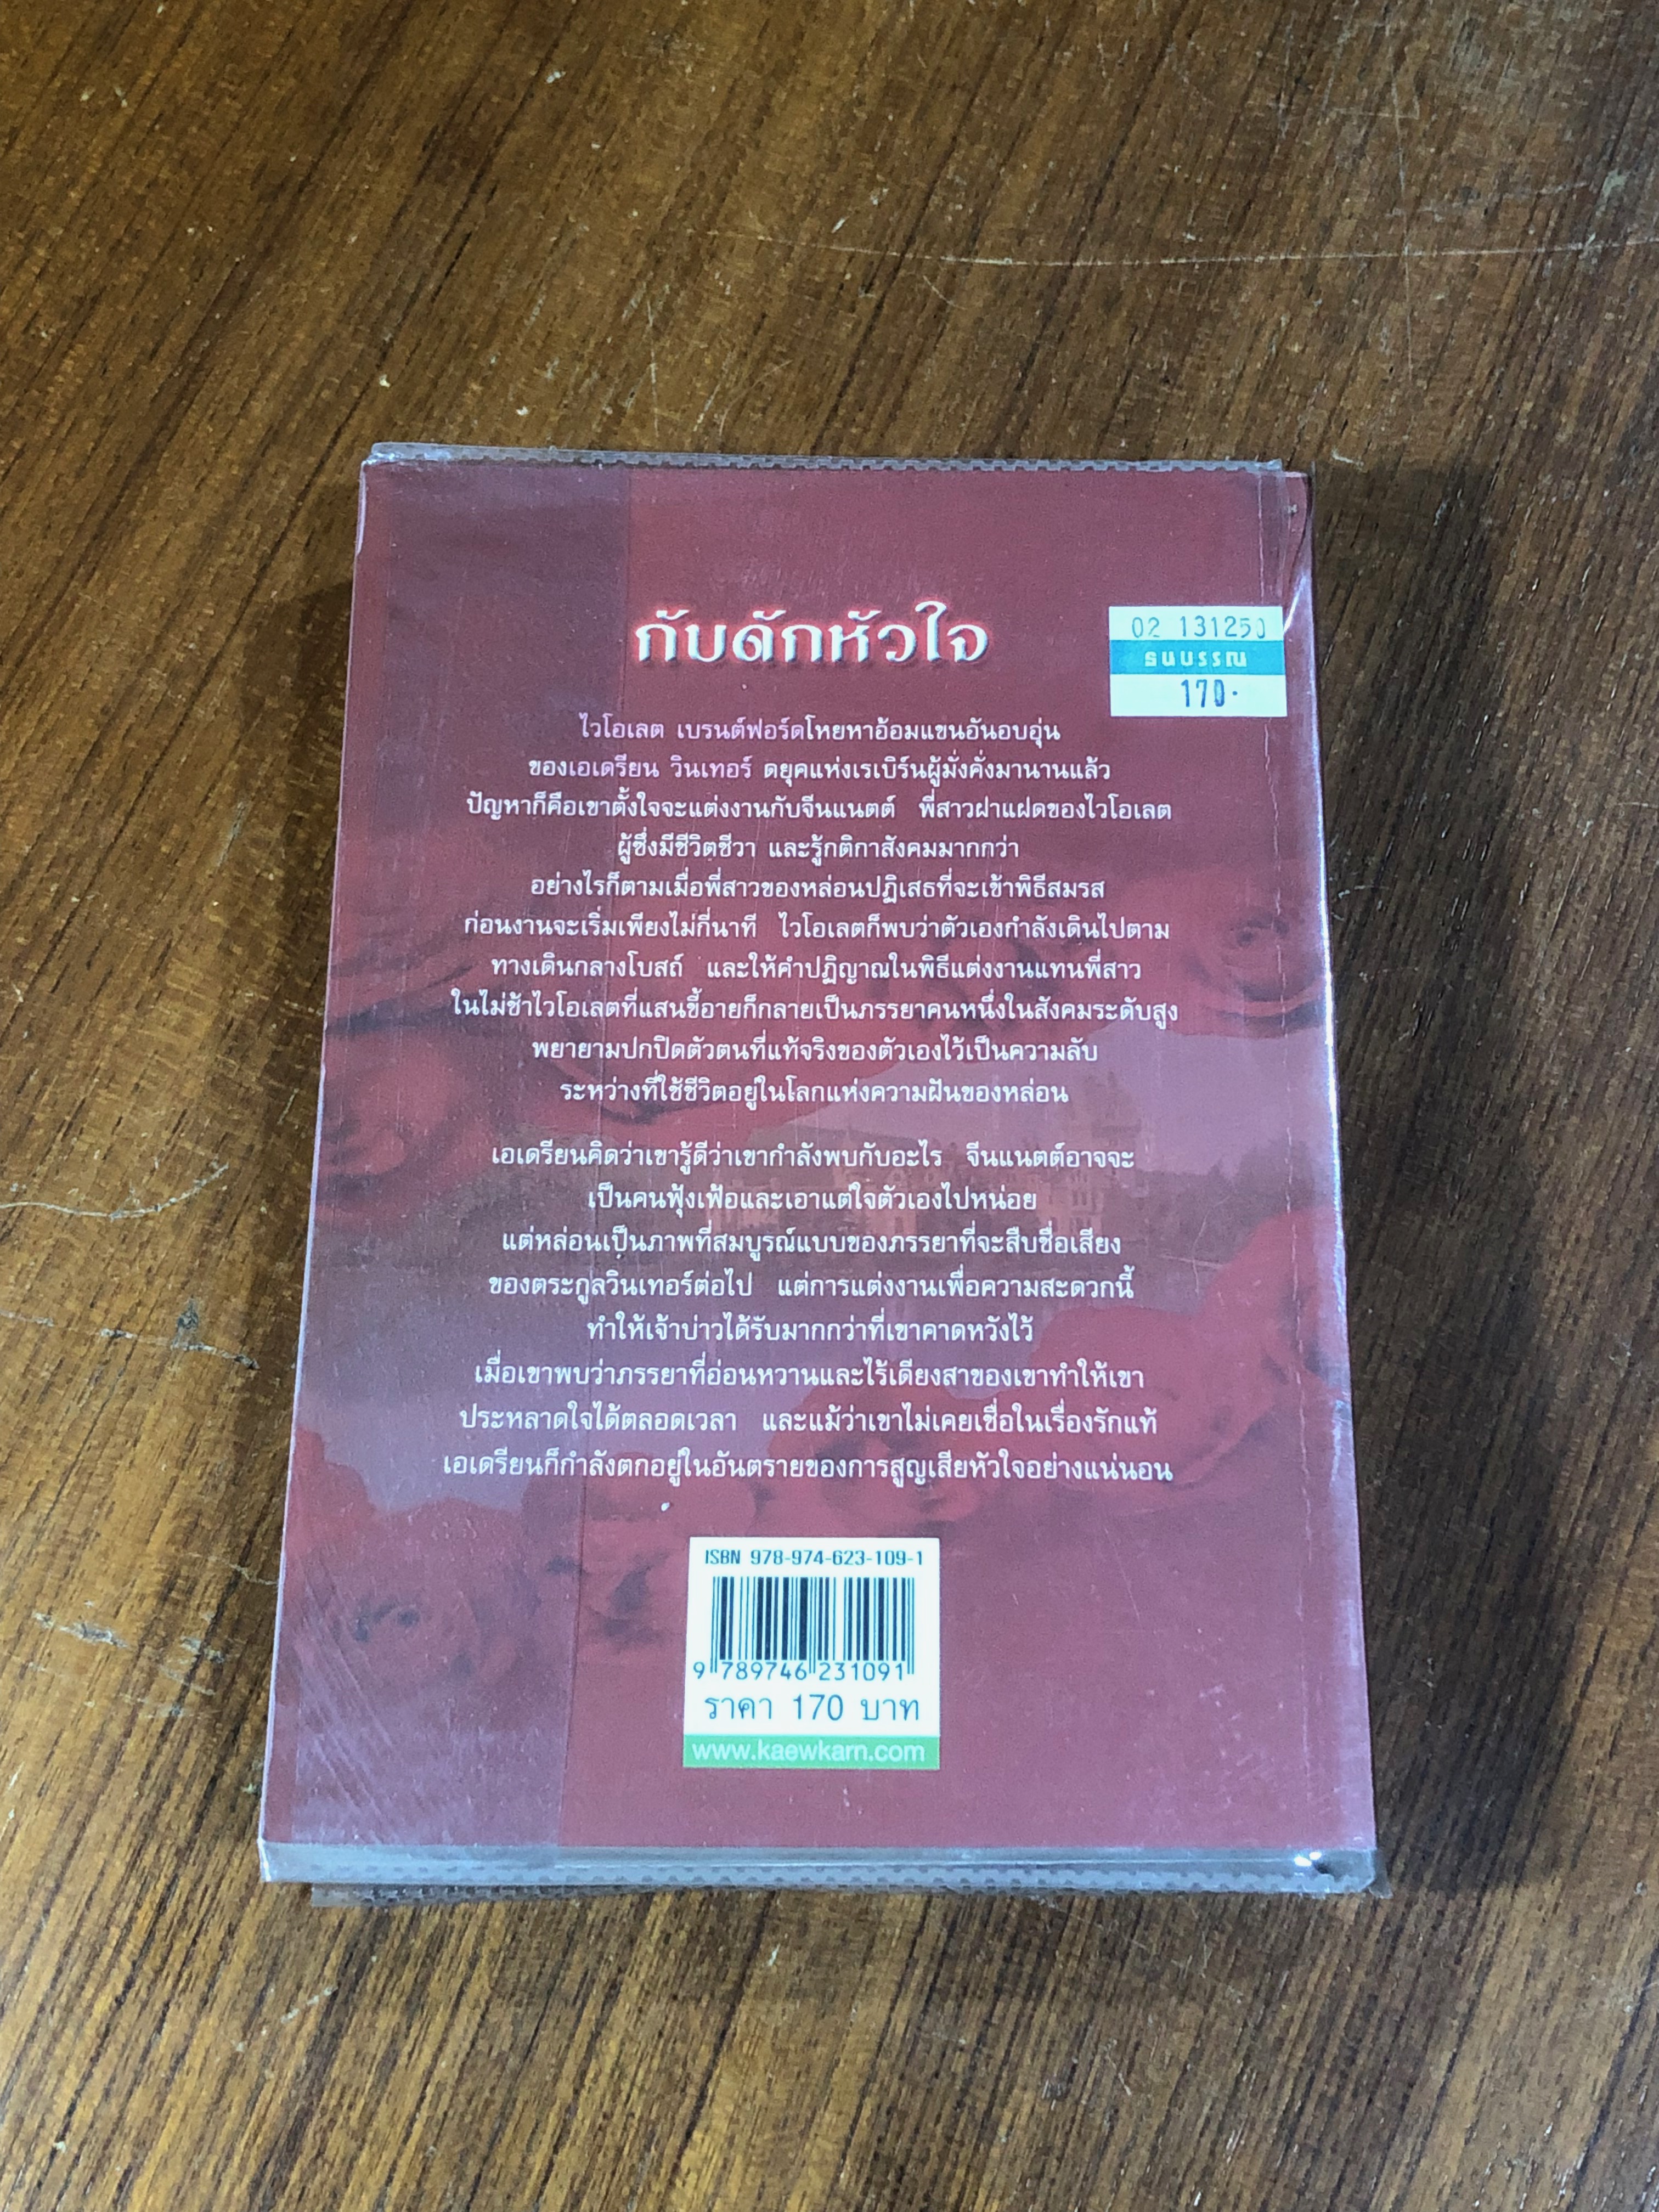 กับดักหัวใจ
02 131250
ธนบรรณ
170.
ไวโอเลต เบรนต์ฟอร์ดโหยหาอ้อมแขนอันอบอุ่น
ของเอเดรียน วินเทอร์ ดยุคแห่งเรเบิร์นผู้มั่งคั่งมานานแล้ว
ปัญหาก็คือเขาตั้งใจจะแต่งงานกับจีนแนตต์ พี่สาวฝาแฝดของไวโอเลต
ผู้ซึ่งมีชีวิตชีวา และรู้กติกาสังคมมากกว่า
อย่างไรก็ตามเมื่อพี่สาวของหล่อนปฏิเสธที่จะเข้าพิธีสมรส
ก่อนงานจะเริ่มเพียงไม่กี่นาที ไวโอเลตก็พบว่าตัวเองกำลังเดินไปตาม
ทางเดินกลางโบสถ์ และให้คำปฏิญาณในพิธีแต่งงานแทนพี่สาว
ในไม่ช้าไวโอเลตที่แสนขี้อายก็กลายเป็นภรรยาคนหนึ่งในสังคมระดับสูง
พยายามปกปิดตัวตนที่แท้จริงของตัวเองไว้เป็นความลับ
ระหว่างที่ใช้ชีวิตอยู่ในโลกแห่งความฝันของหล่อน
เอเดรียนคิดว่าเขารู้ดีว่าเขากำลังพบกับอะไร จีนแนตต์อาจจะ
เป็นคนฟุ้งเฟ้อและเอาแต่ใจตัวเองไปหน่อย
แต่หล่อนเป็นภาพที่สมบูรณ์แบบของภรรยาที่จะสืบชื่อเสียง
ของตระกูลวินเทอร์ต่อไป แต่การแต่งงานเพื่อความสะดวกนี้
ทำให้เจ้าบ่าวได้รับมากกว่าที่เขาคาดหวังไว้
เมื่อเขาพบว่าภรรยาที่อ่อนหวานและไร้เดียงสาของเขาทำให้เขา
ประหลาดใจได้ตลอดเวลา และแม้ว่าเขาไม่เคยเชื่อในเรื่องรักแท้
เอเดรียนก็กำลังตกอยู่ในอันตรายของการสูญเสียหัวใจอย่างแน่นอน
ISBN 978-974-623-109-1
9 789746 231091
ราคา 170 บาท
www.kaewkarn.com